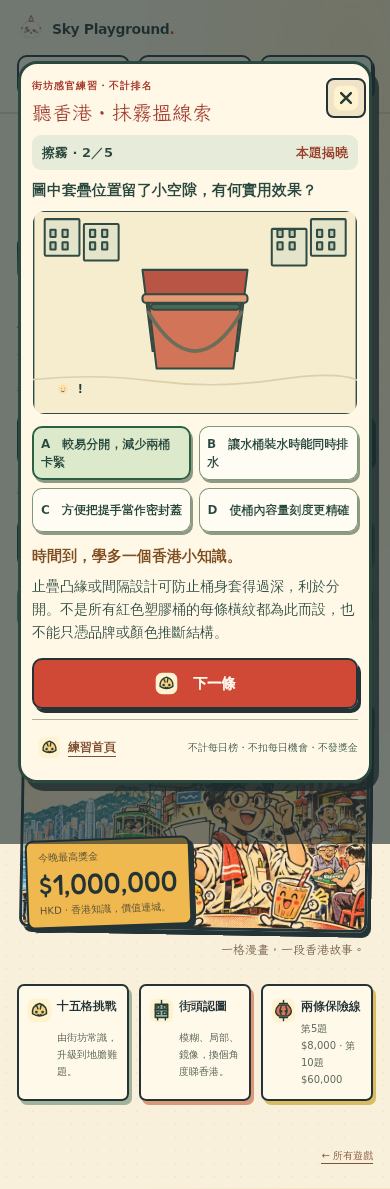 Sky Playground.
街坊感官練習・不計排名
聽香港・抹霧搵線索
擦霧・2／5
本題揭曉
圖中套疊位置留了小空隙，有何實用效果？
!
A 較易分開，減少兩桶
卡緊
B 讓水桶裝水時能同時排
水
C 方便把提手當作密封蓋
D 使桶內容量刻度更精確
時間到，學多一個香港小知識。
止疊凸緣或間隔設計可防止桶身套得過深，利於分
開。不是所有紅色塑膠桶的每條橫紋都為此而設，也
不能只憑品牌或顏色推斷結構。
下一條
練習首頁
不計每日榜・不扣每日機會・不發獎金
今晚最高獎金
$1,000,000
HKD・香港知識，價值連城。
一格漫畫，一段香港故事。
十五格挑戰
由街坊常識，
升級到地膽難
題。
街頭認圖
模糊、局部、
鏡像，換個角
度睇香港。
兩條保險線
第5題
$8,000 · 第
10題
$60,000
← 所有遊戲